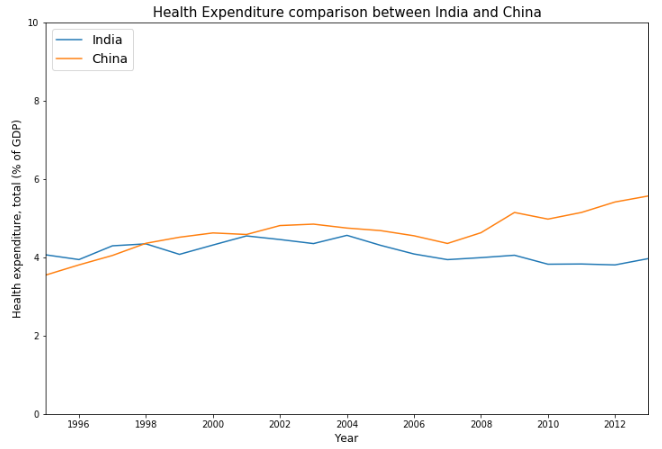 Health Expenditure comparison between India and China
India
China
Health expenditure, total (% of GDP)
10
8
6
4
2
0
1996 1998 2000 2002 2004 2006 2008 2010 2012
Year